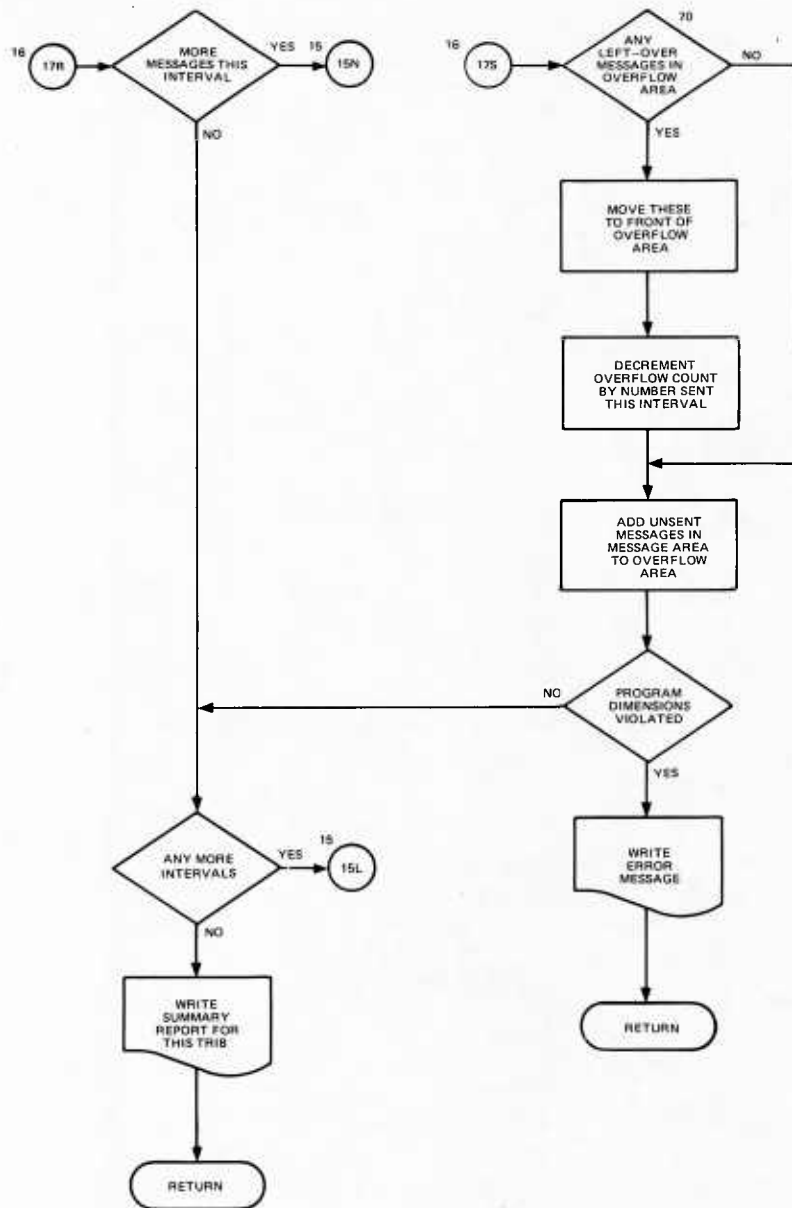 16
17R
MORE
MESSAGES THIS
INTERVAL
YES
15
15N
NO
16
17S
70
ANY
LEFT-OVER
MESSAGES IN
OVERFLOW
AREA
NO
YES
MOVE THESE
TO FRONT OF
OVERFLOW
AREA
DECREMENT
OVERFLOW COUNT
BY NUMBER SENT
THIS INTERVAL
ADD UNSENT
MESSAGES IN
MESSAGE AREA
TO OVERFLOW
AREA
PROGRAM
DIMENSIONS
VIOLATED
NO
YES
WRITE
ERROR
MESSAGE
RETURN
ANY MORE
INTERVALS
YES
15
15L
NO
WRITE
SUMMARY
REPORT FOR
THIS TRIB
RETURN